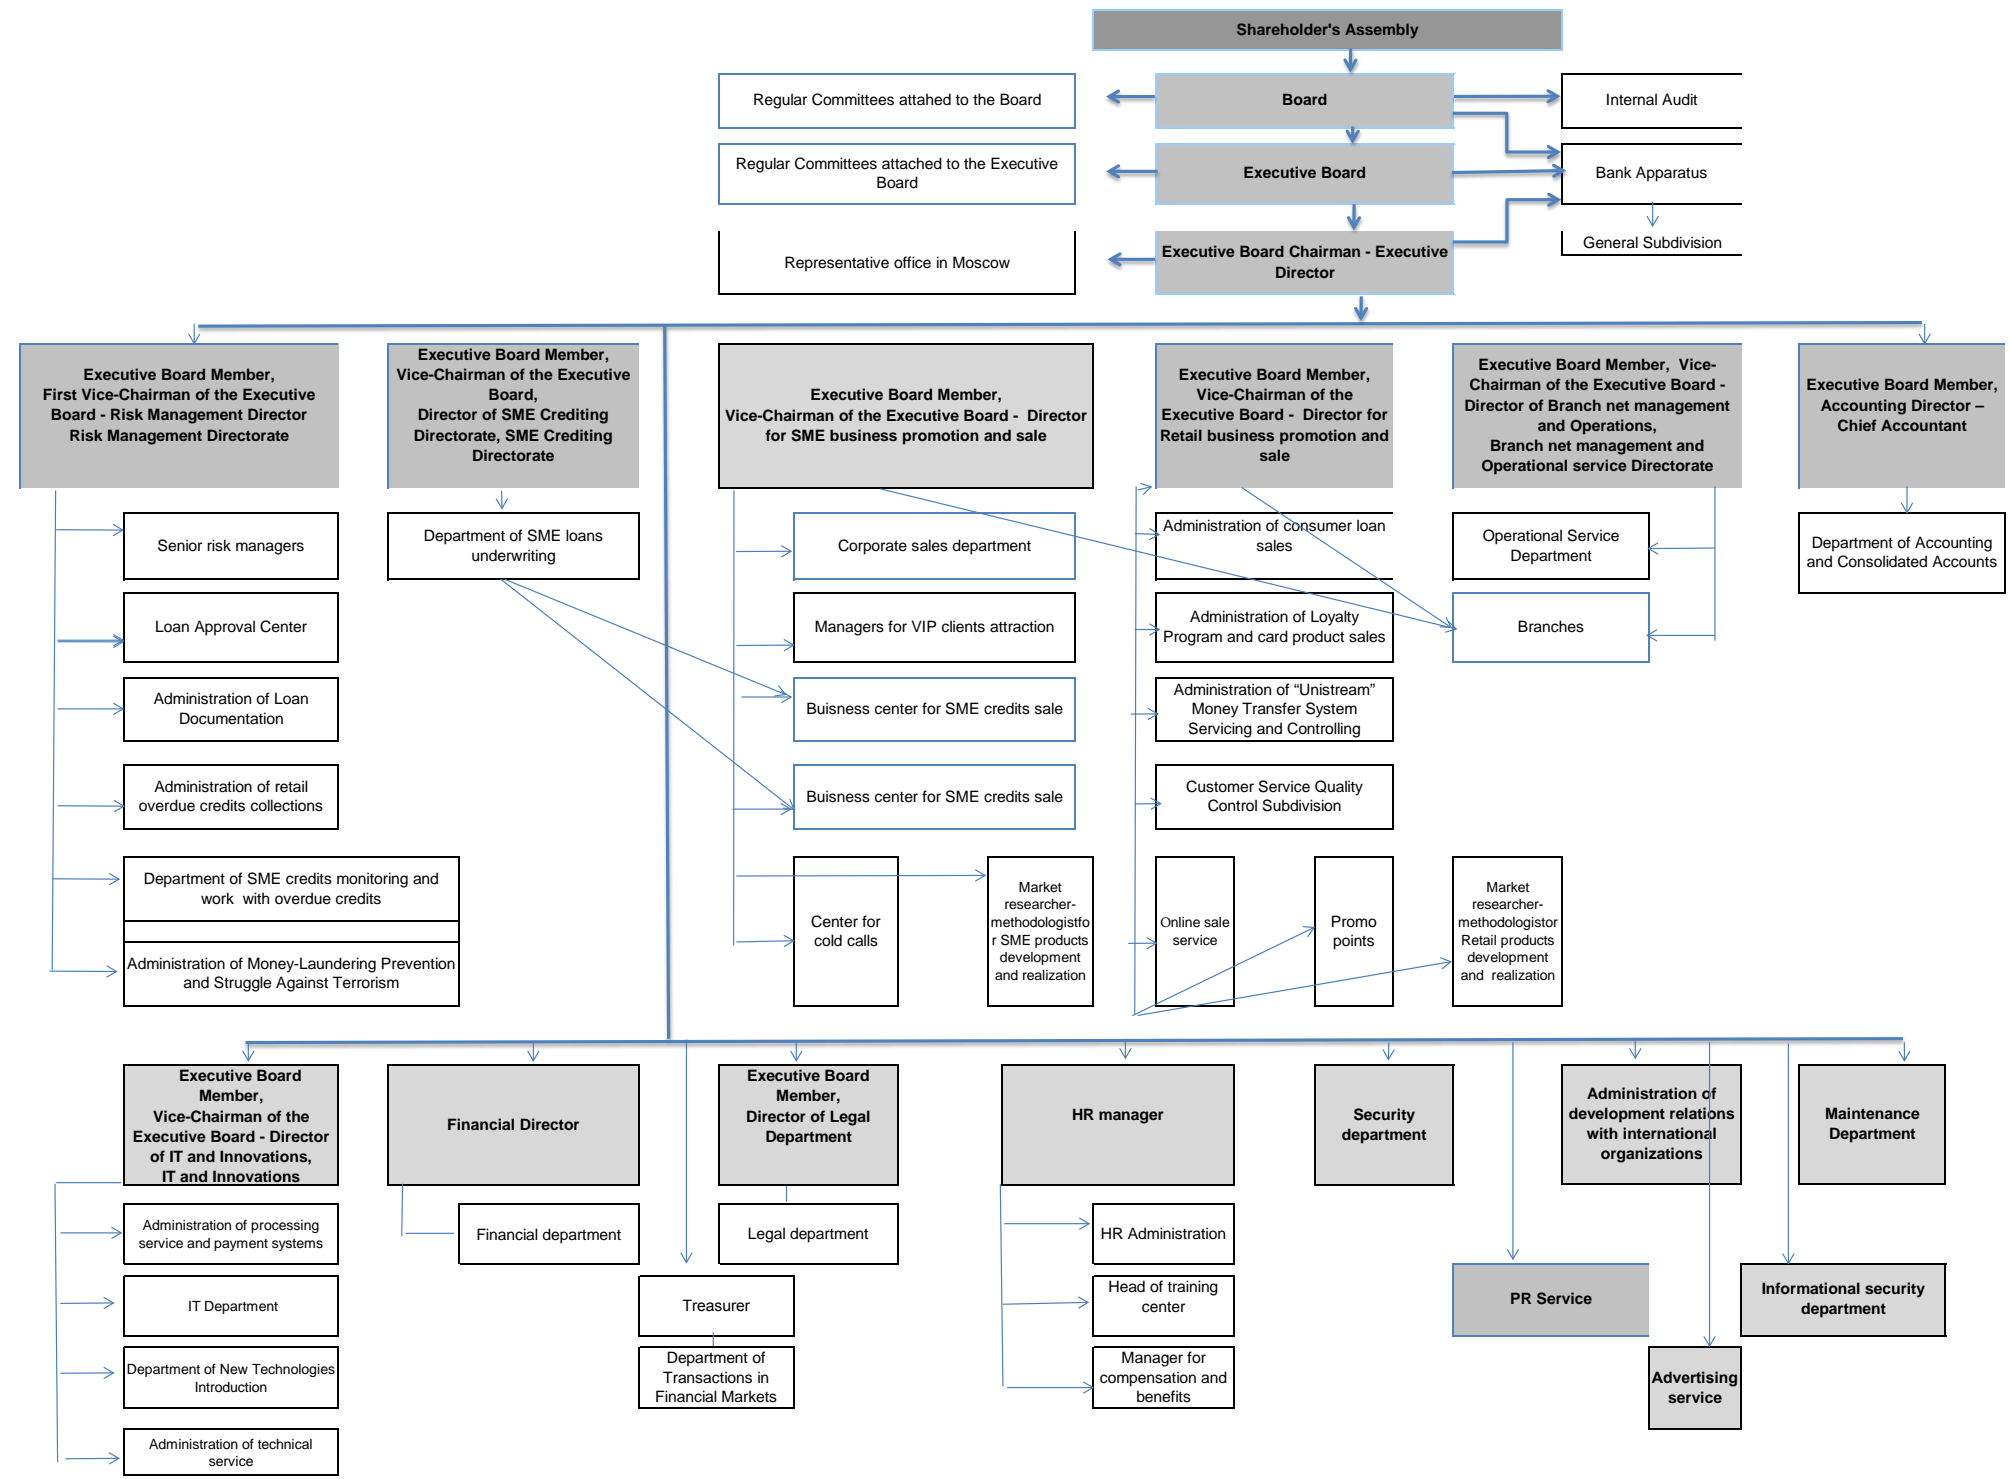 Shareholder's Assembly
Regular Committees attahed to the Board
Board
Internal Audit
Regular Committees attached to the Executive
Board
Executive Board
Bank Apparatus
Representative office in Moscow
Executive Board Chairman - Executive
Director
General Subdivision
Executive Board Member,
First Vice-Chairman of the Executive
Board - Risk Management Director
Risk Management Directorate
Executive Board Member,
Vice-Chairman of the Executive
Board,
Director of SME Crediting
Directorate, SME Crediting
Directorate
Executive Board Member,
Vice-Chairman of the Executive Board - Director
for SME business promotion and sale
Executive Board Member,
Vice-Chairman of the
Executive Board - Director for
Retail business promotion and
sale
Executive Board Member, Vice-
Chairman of the Executive Board -
Director of Branch net management
and Operations,
Branch net management and
Operational service Directorate
Executive Board Member,
Accounting Director –
Chief Accountant
Senior risk managers
Department of SME loans
underwriting
Corporate sales department
Administration of consumer loan
sales
Operational Service
Department
Department of Accounting
and Consolidated Accounts
Loan Approval Center
Managers for VIP clients attraction
Administration of Loyalty
Program and card product sales
Branches
Administration of Loan
Documentation
Buisness center for SME credits sale
Administration of “Unistream”
Money Transfer System
Servicing and Controlling
Administration of retail
overdue credits collections
Buisness center for SME credits sale
Customer Service Quality
Control Subdivision
Department of SME credits monitoring and
work with overdue credits
Center for
cold calls
Market
researcher-
methodologistfo
r SME products
development
and realization
Online sale
service
Promo
points
Market
researcher-
methodologistor
Retail products
development
and realization
Administration of Money-Laundering Prevention
and Struggle Against Terrorism
Executive Board
Member,
Vice-Chairman of the
Executive Board - Director
of IT and Innovations,
IT and Innovations
Financial Director
Executive Board
Member,
Director of Legal
Department
HR manager
Security
department
Administration of
development relations
with international
organizations
Maintenance
Department
Administration of processing
service and payment systems
Financial department
Legal department
HR Administration
IT Department
Treasurer
Head of training
center
PR Service
Informational security
department
Department of New Technologies
Introduction
Department of
Transactions in
Financial Markets
Manager for
compensation and
benefits
Advertising
service
Administration of technical
service